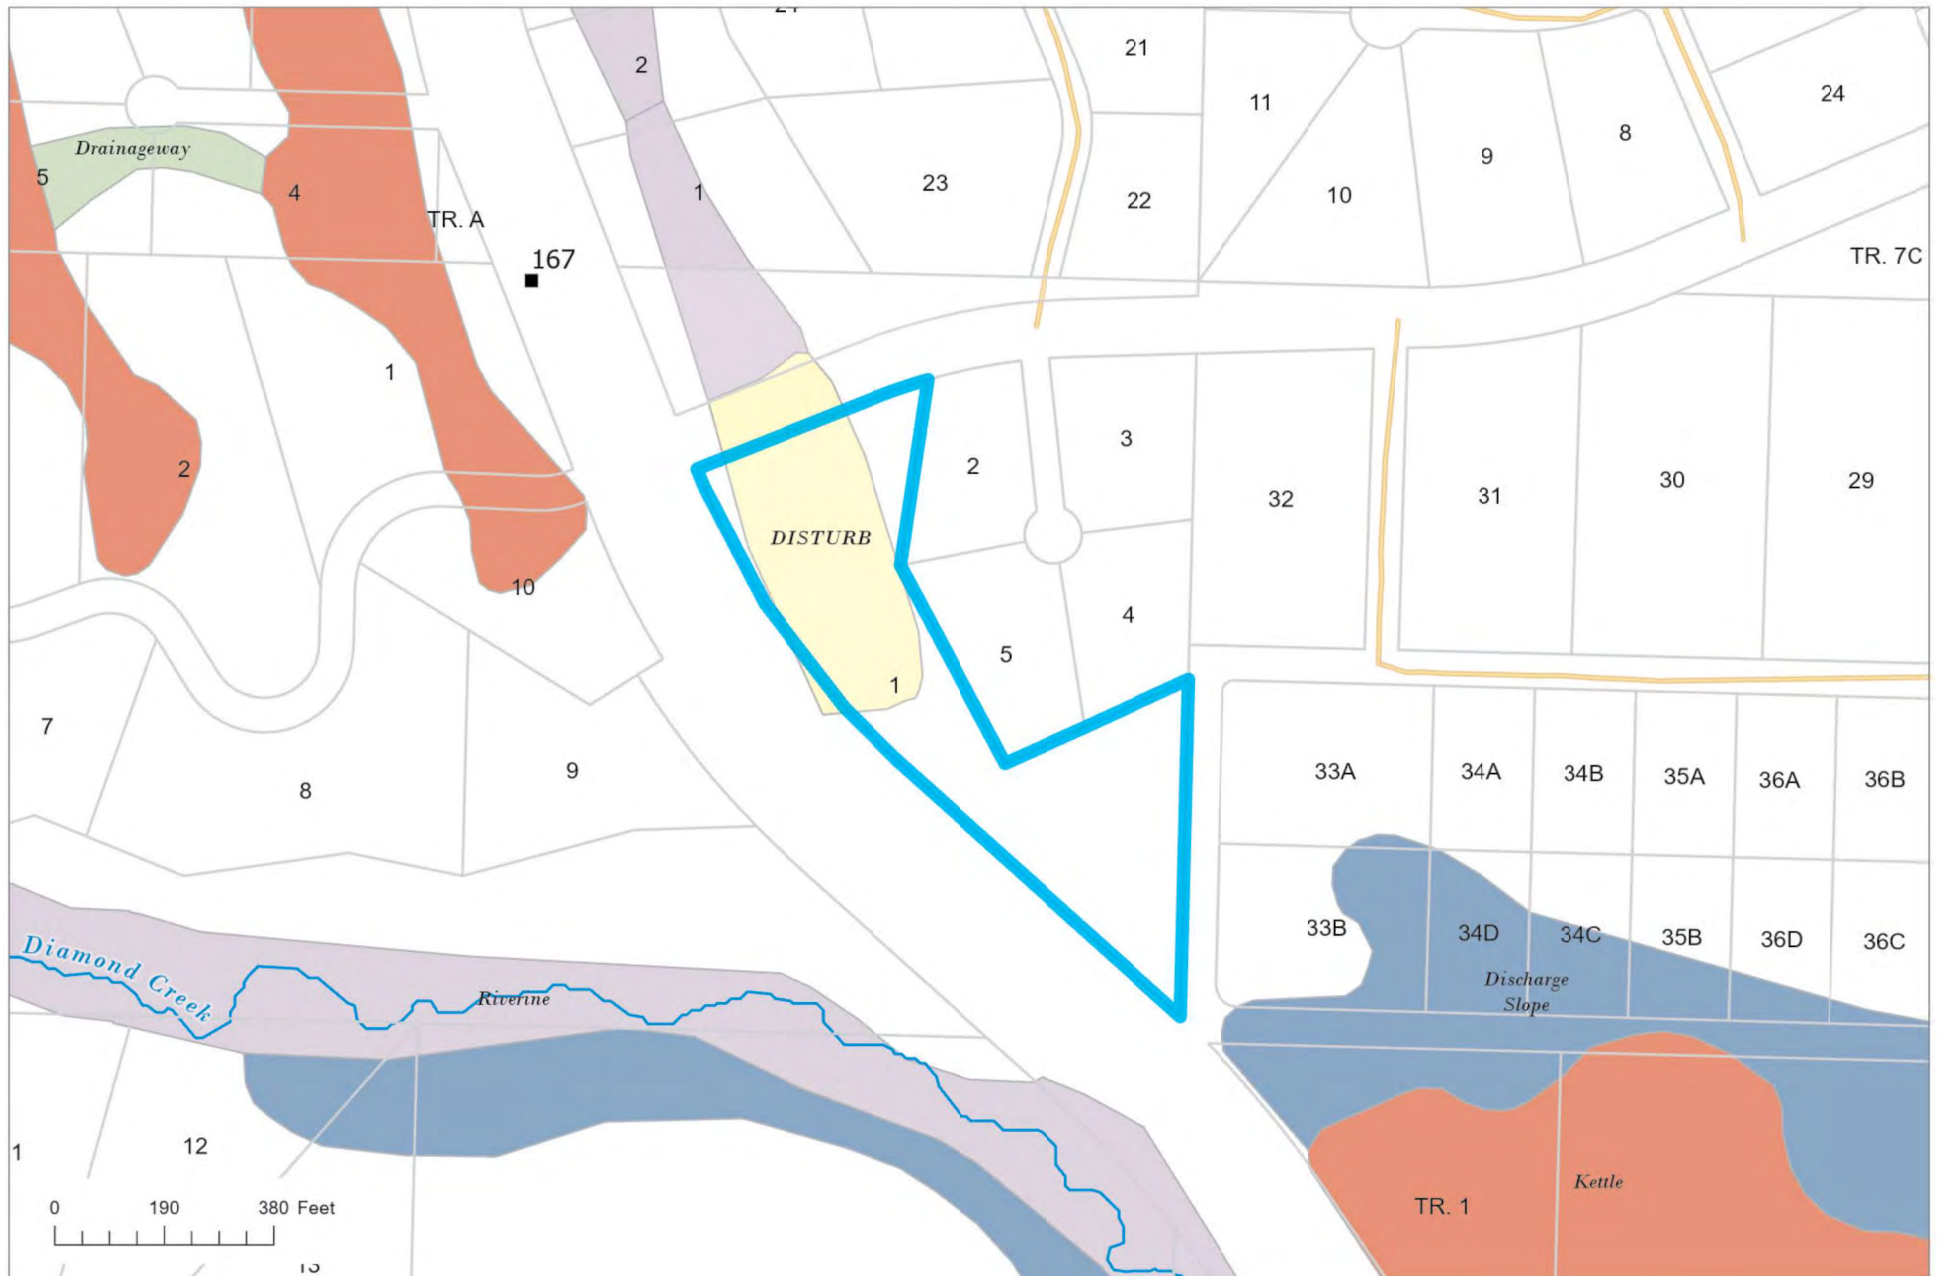 2
21
11
24
Drainageway
5
4
1
23
22
10
9
8
TR. A
167
TR. 7C
1
2
2
3
32
31
30
29
DISTURB
10
5
4
1
7
8
9
33A
34A
34B
35A
36A
36B
33B
34D
34C
35B
36D
36C
Diamond Creek
Riverine
Discharge
Slope
1
12
Kettle
TR. 1
0 190 380 Feet